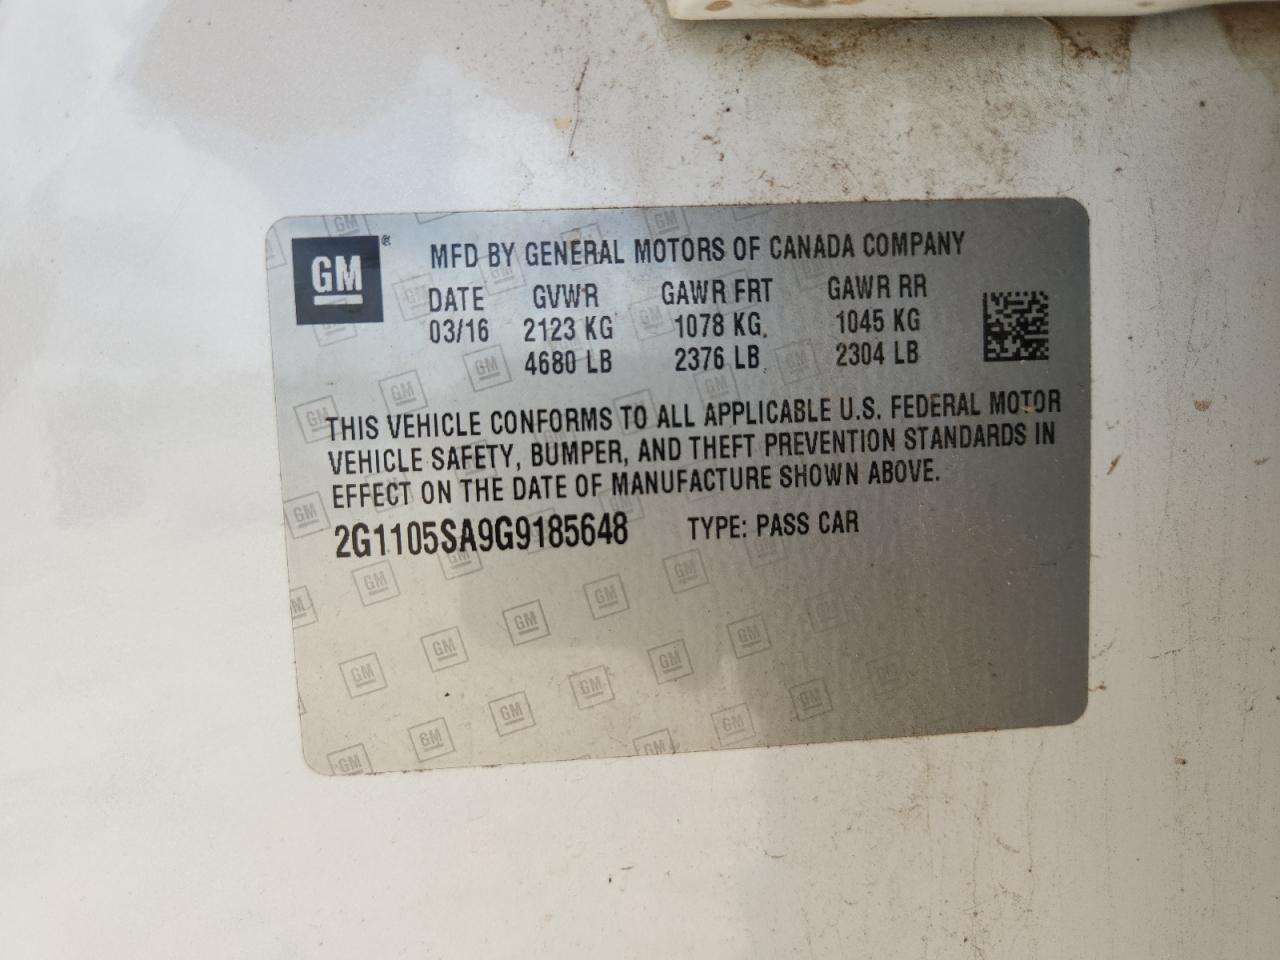 GM ® MFD BY GENERAL MOTORS OF CANADA COMPANY
DATE GVWR GAWR FRT GAWR RR
03/16 2123 KG 1078 KG 1045 KG
4680 LB 2376 LB 2304 LB
THIS VEHICLE CONFORMS TO ALL APPLICABLE U.S. FEDERAL MOTOR
VEHICLE SAFETY, BUMPER, AND THEFT PREVENTION STANDARDS IN
EFFECT ON THE DATE OF MANUFACTURE SHOWN ABOVE.
2G1105SA9G9185648 TYPE: PASS CAR